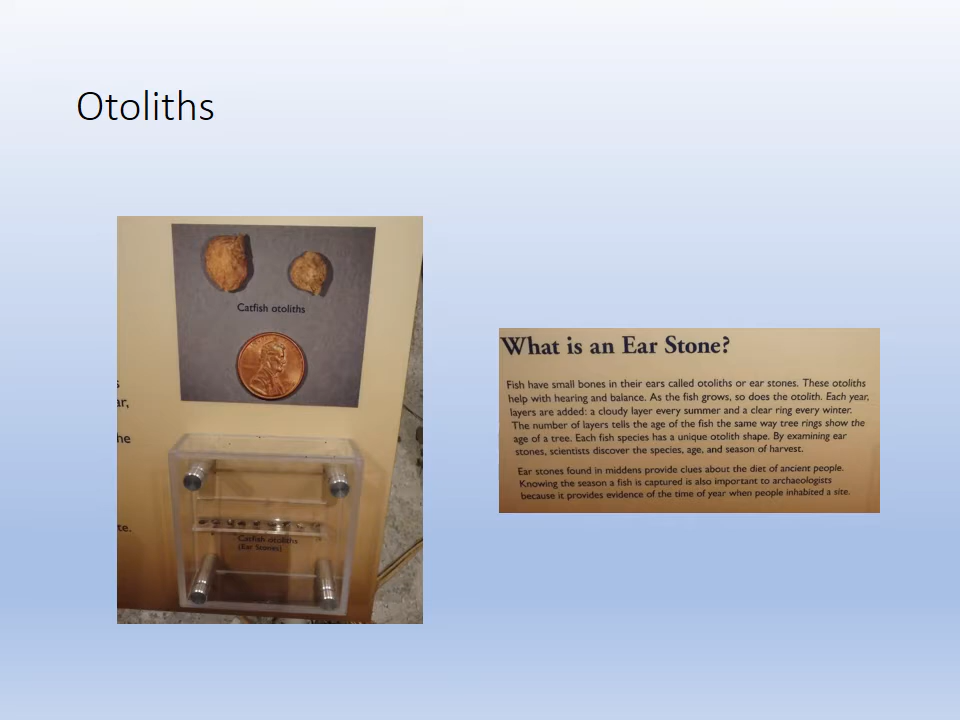 Otoliths
Catfish otoliths
ar,
he
te.
Catfish otoliths
(Ear Stones)
What is an Ear Stone?
Fish have small bones in their ears called otoliths or ear stones. These otoliths
help with hearing and balance. As the fish grows, so does the otolith. Each year,
layers are added: a cloudy layer every summer and a clear ring every winter.
The number of layers tells the age of the fish the same way tree rings show the
age of a tree. Each fish species has a unique otolith shape. By examining ear
stones, scientists discover the species, age, and season of harvest.
Ear stones found in middens provide clues about the diet of ancient people.
Knowing the season a fish is captured is also important to archaeologists
because it provides evidence of the time of year when people inhabited a site.